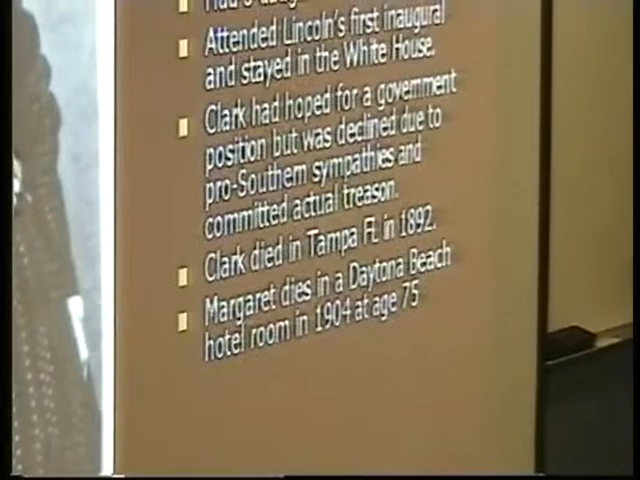 Attended Lincoln's first inaugural
and stayed in the White House.
Clark had hoped for a government
position but was declined due to
pro-Southern sympathies and
committed actual treason.
Clark died in Tampa FL in 1892.
Margaret dies in a Daytona Beach
hotel room in 1904 at age 75